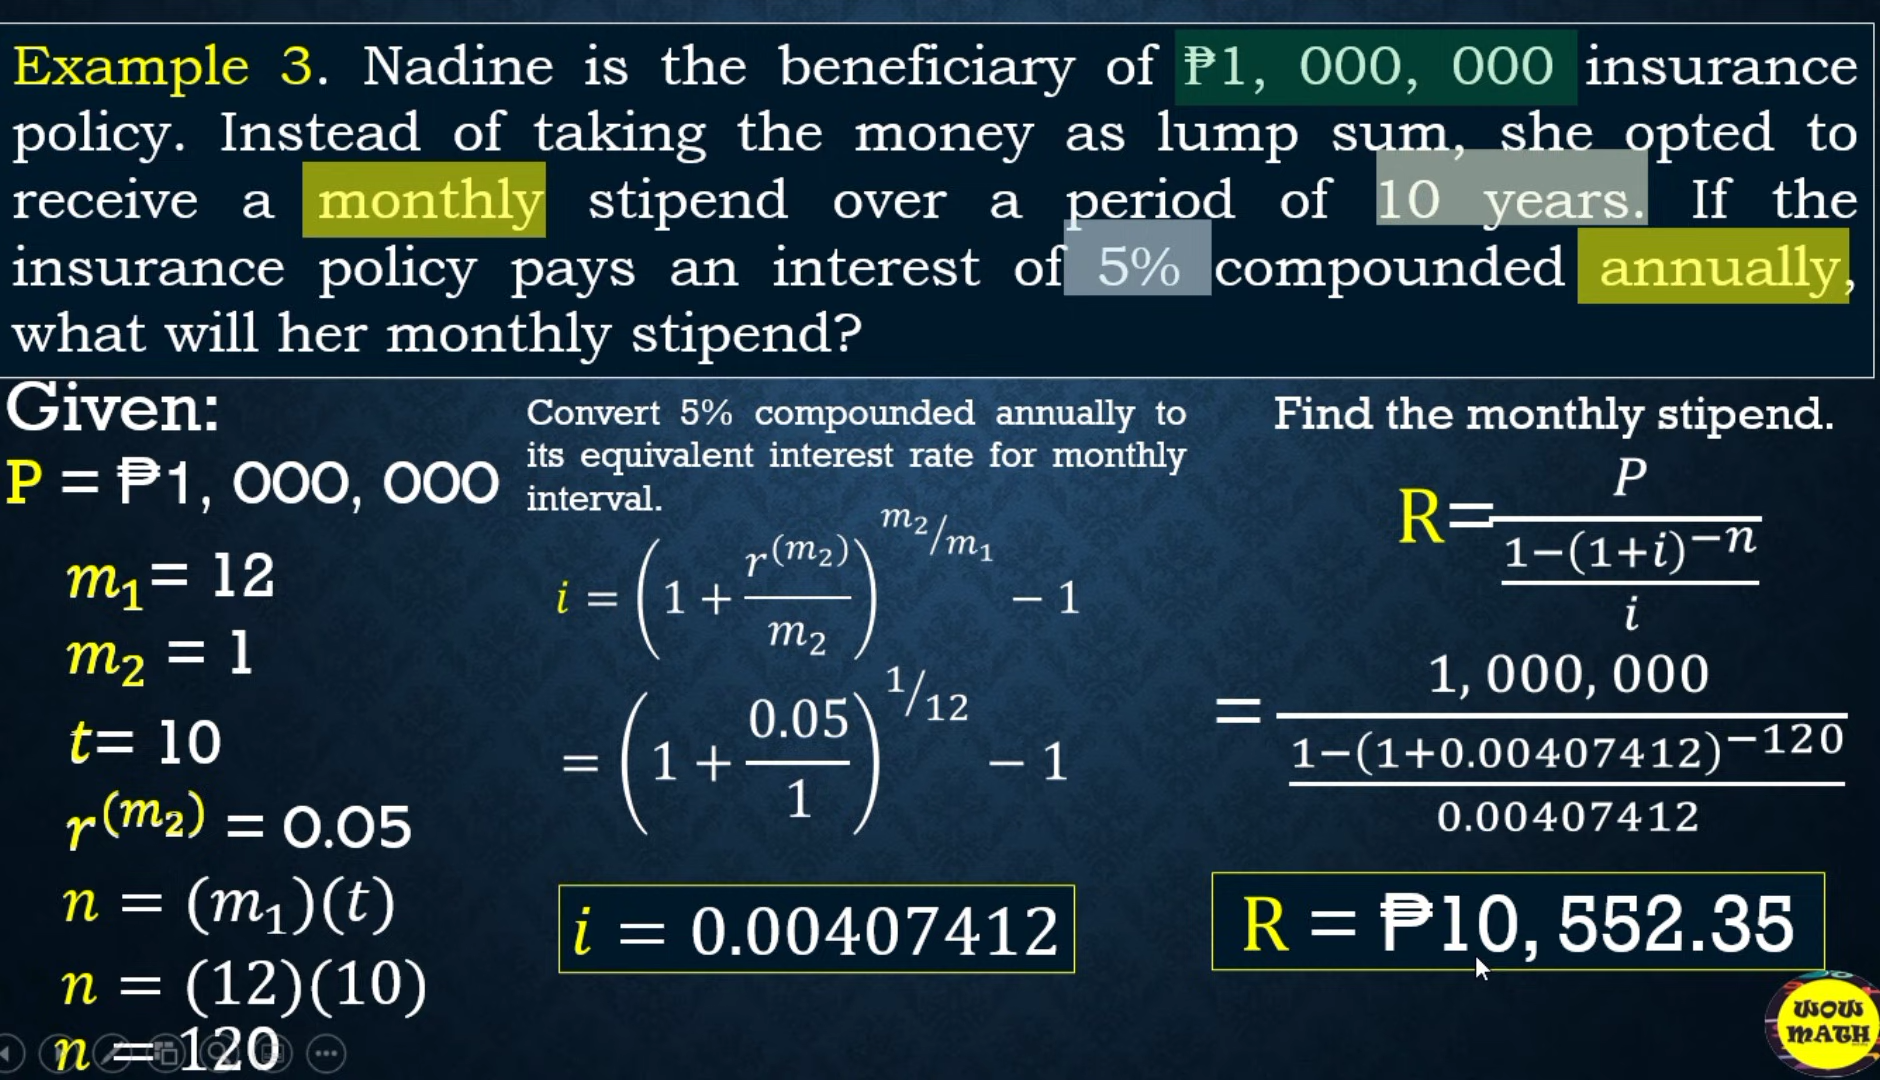 Example 3. Nadine is the beneficiary of ₱1, 000, 000 insurance
policy. Instead of taking the money as lump sum, she opted to
receive a monthly stipend over a period of 10 years. If the
insurance policy pays an interest of 5% compounded annually,
what will her monthly stipend?
Given:
P = ₱1, 000, 000
m₁= 12
m₂ = 1
t= 10
r^(m₂) = 0.05
n = (m₁)(t)
n = (12)(10)
n = 120
Convert 5% compounded annually to
its equivalent interest rate for monthly
interval.
i = (1 + r^(m₂)/m₂)^(m₂/m₁) − 1
= (1 + 0.05/1)^(1/12) − 1
i = 0.00407412
Find the monthly stipend.
R= P
1−(1+i)^−n
i
= 1, 000, 000
1−(1+0.00407412)^−120
0.00407412
R = ₱10, 552.35
WOW
MATH